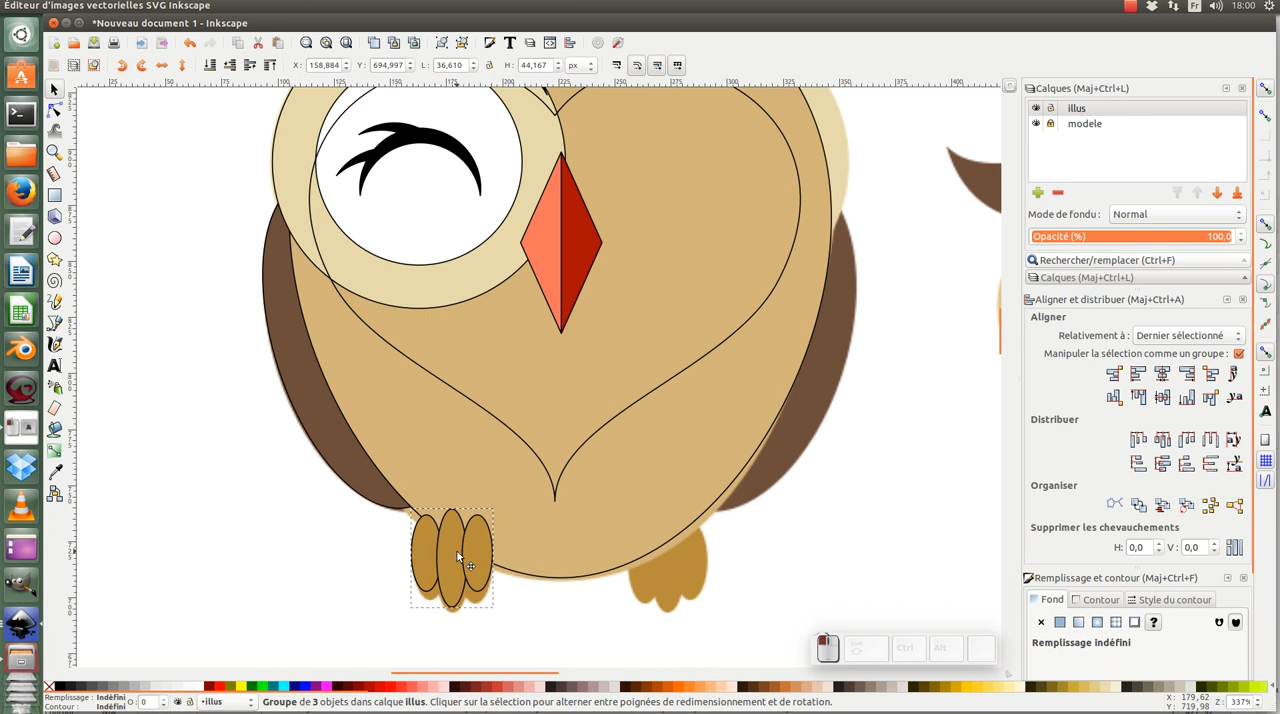 Éditeur d'images vectorielles SVG Inkscape
Fr
18:00
*Nouveau document 1 - Inkscape
X: 158,884
Y: 694,997
L: 36,610
H: 44,167
px
Calques (Maj+Ctrl+L)
illus
modele
Mode de fondu :
Normal
Opacité (%)
100,0
Rechercher/remplacer (Ctrl+F)
Calques (Maj+Ctrl+L)
Aligner et distribuer (Maj+Ctrl+A)
Aligner
Relativement à :
Dernier sélectionné
Manipuler la sélection comme un groupe :
Distribuer
Organiser
Supprimer les chevauchements
H: 0,0
V: 0,0
Remplissage et contour (Maj+Ctrl+F)
Fond
Contour
Style du contour
Remplissage indéfini
Ctrl
Alt
Remplissage: Indéfini
Contour: Indéfini
O: 0
•illus
Groupe de 3 objets dans calque illus. Cliquer sur la sélection pour alterner entre poignées de redimensionnement et de rotation.
X: 179,62
Y: 719,98
Z: 337%